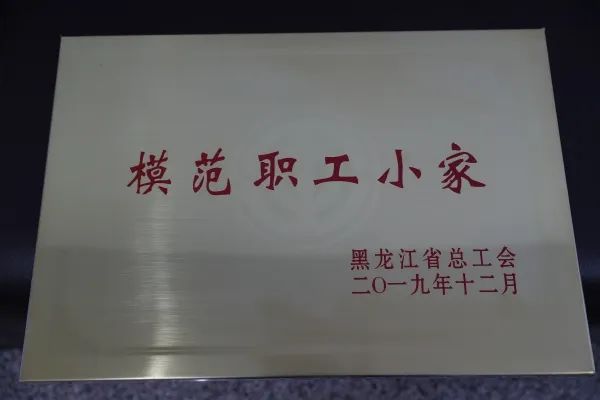 模范职工小家
黑龙江省总工会
二〇一九年十二月